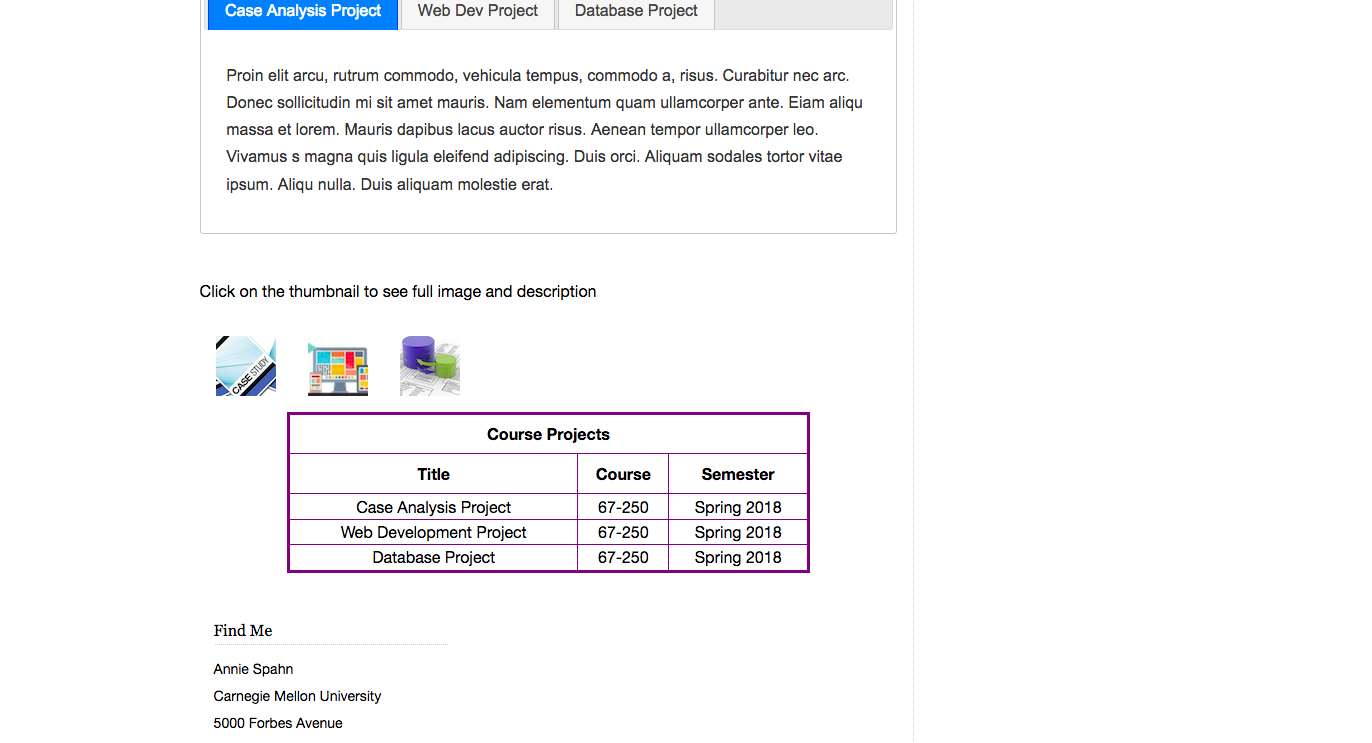 Case Analysis Project Web Dev Project Database Project
Proin elit arcu, rutrum commodo, vehicula tempus, commodo a, risus. Curabitur nec arc.
Donec sollicitudin mi sit amet mauris. Nam elementum quam ullamcorper ante. Eiam aliqu
massa et lorem. Mauris dapibus lacus auctor risus. Aenean tempor ullamcorper leo.
Vivamus s magna quis ligula eleifend adipiscing. Duis orci. Aliquam sodales tortor vitae
ipsum. Aliqu nulla. Duis aliquam molestie erat.
Click on the thumbnail to see full image and description
CASE STUDY
Course Projects
Title Course Semester
Case Analysis Project 67-250 Spring 2018
Web Development Project 67-250 Spring 2018
Database Project 67-250 Spring 2018
Find Me
Annie Spahn
Carnegie Mellon University
5000 Forbes Avenue